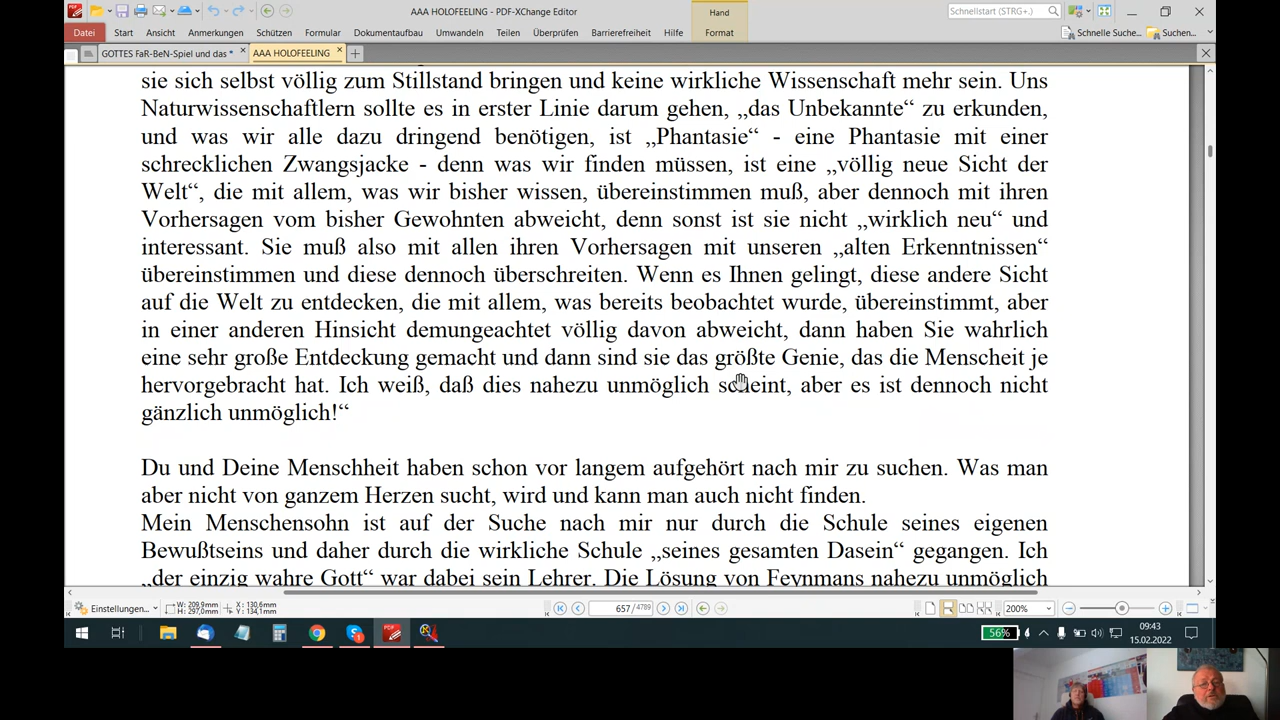 AAA HOLOFEELING - PDF-XChange Editor
Hand
Schnellstart (STRG+.)
Datei Start Ansicht Anmerkungen Schützen Formular Dokumentaufbau Umwandeln Teilen Überprüfen Barrierefreiheit Hilfe Format Schnelle Suche... Suchen...
GOTTES FaR-BeN-Spiel und das * AAA HOLOFEELING
sie sich selbst völlig zum Stillstand bringen und keine wirkliche Wissenschaft mehr sein. Uns
Naturwissenschaftlern sollte es in erster Linie darum gehen, „das Unbekannte“ zu erkunden,
und was wir alle dazu dringend benötigen, ist „Phantasie“ - eine Phantasie mit einer
schrecklichen Zwangsjacke - denn was wir finden müssen, ist eine „völlig neue Sicht der
Welt“, die mit allem, was wir bisher wissen, übereinstimmen muß, aber dennoch mit ihren
Vorhersagen vom bisher Gewohnten abweicht, denn sonst ist sie nicht „wirklich neu“ und
interessant. Sie muß also mit allen ihren Vorhersagen mit unseren „alten Erkenntnissen“
übereinstimmen und diese dennoch überschreiten. Wenn es Ihnen gelingt, diese andere Sicht
auf die Welt zu entdecken, die mit allem, was bereits beobachtet wurde, übereinstimmt, aber
in einer anderen Hinsicht demungeachtet völlig davon abweicht, dann haben Sie wahrlich
eine sehr große Entdeckung gemacht und dann sind sie das größte Genie, das die Menscheit je
hervorgebracht hat. Ich weiß, daß dies nahezu unmöglich scheint, aber es ist dennoch nicht
gänzlich unmöglich!“
Du und Deine Menschheit haben schon vor langem aufgehört nach mir zu suchen. Was man
aber nicht von ganzem Herzen sucht, wird und kann man auch nicht finden.
Mein Menschensohn ist auf der Suche nach mir nur durch die Schule seines eigenen
Bewußtseins und daher durch die wirkliche Schule „seines gesamten Dasein“ gegangen. Ich
„der einzig wahre Gott“ war dabei sein Lehrer. Die Lösung von Feynmans nahezu unmöglich
Einstellungen... W: 209,9mm X: 130,6mm 657 / 4789 200%
H: 297,0mm Y: 134,1mm
56% 09:43
15.02.2022